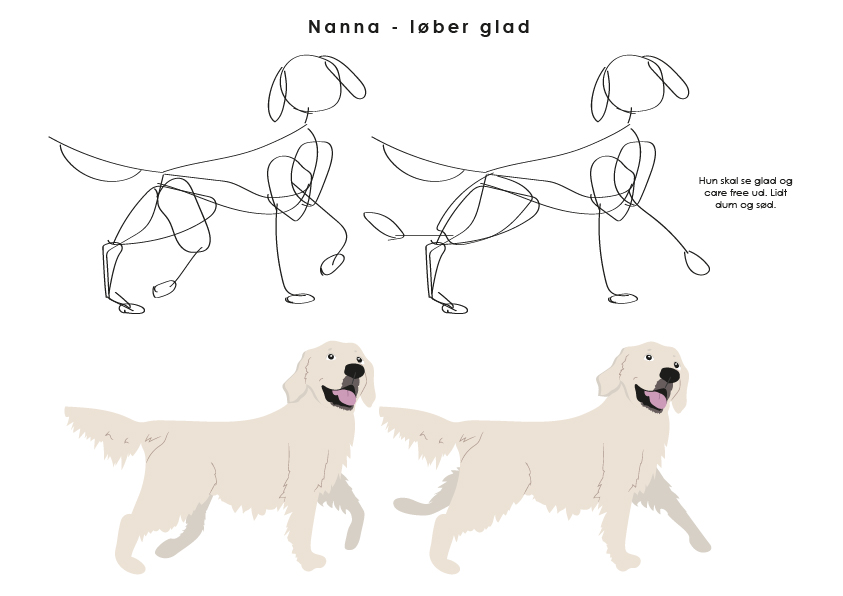 Nanna - løber glad
Hun skal se glad og
care free ud. Lidt
dum og sød.